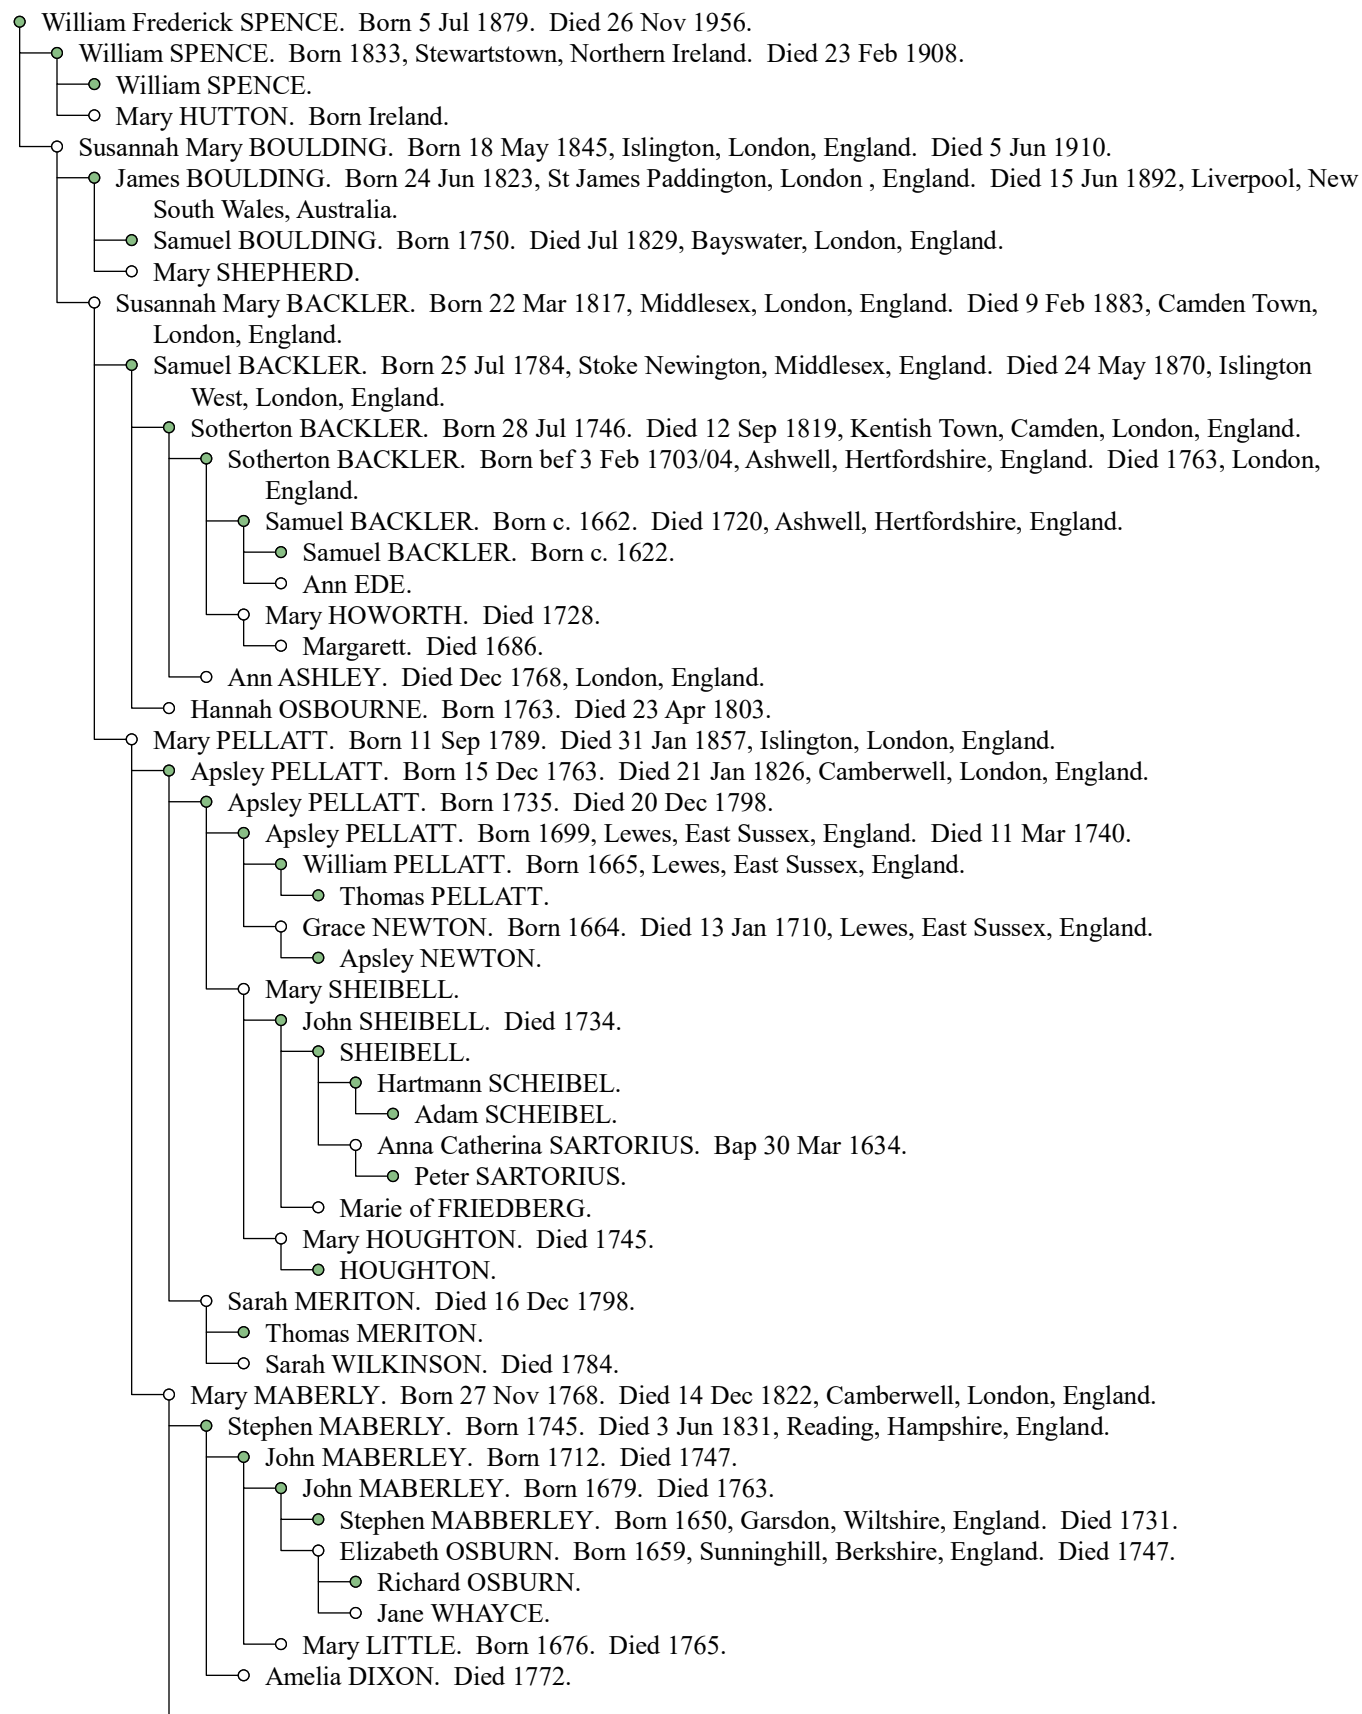 William Frederick SPENCE. Born 5 Jul 1879. Died 26 Nov 1956.
William SPENCE. Born 1833, Stewartstown, Northern Ireland. Died 23 Feb 1908.
William SPENCE.
Mary HUTTON. Born Ireland.
Susannah Mary BOULDING. Born 18 May 1845, Islington, London, England. Died 5 Jun 1910.
James BOULDING. Born 24 Jun 1823, St James Paddington, London , England. Died 15 Jun 1892, Liverpool, New
South Wales, Australia.
Samuel BOULDING. Born 1750. Died Jul 1829, Bayswater, London, England.
Mary SHEPHERD.
Susannah Mary BACKLER. Born 22 Mar 1817, Middlesex, London, England. Died 9 Feb 1883, Camden Town,
London, England.
Samuel BACKLER. Born 25 Jul 1784, Stoke Newington, Middlesex, England. Died 24 May 1870, Islington
West, London, England.
Sotherton BACKLER. Born 28 Jul 1746. Died 12 Sep 1819, Kentish Town, Camden, London, England.
Sotherton BACKLER. Born bef 3 Feb 1703/04, Ashwell, Hertfordshire, England. Died 1763, London,
England.
Samuel BACKLER. Born c. 1662. Died 1720, Ashwell, Hertfordshire, England.
Samuel BACKLER. Born c. 1622.
Ann EDE.
Mary HOWORTH. Died 1728.
Margarett. Died 1686.
Ann ASHLEY. Died Dec 1768, London, England.
Hannah OSBOURNE. Born 1763. Died 23 Apr 1803.
Mary PELLATT. Born 11 Sep 1789. Died 31 Jan 1857, Islington, London, England.
Apsley PELLATT. Born 15 Dec 1763. Died 21 Jan 1826, Camberwell, London, England.
Apsley PELLATT. Born 1735. Died 20 Dec 1798.
Apsley PELLATT. Born 1699, Lewes, East Sussex, England. Died 11 Mar 1740.
William PELLATT. Born 1665, Lewes, East Sussex, England.
Thomas PELLATT.
Grace NEWTON. Born 1664. Died 13 Jan 1710, Lewes, East Sussex, England.
Apsley NEWTON.
Mary SHEIBELL.
John SHEIBELL. Died 1734.
SHEIBELL.
Hartmann SCHEIBEL.
Adam SCHEIBEL.
Anna Catherina SARTORIUS. Bap 30 Mar 1634.
Peter SARTORIUS.
Marie of FRIEDBERG.
Mary HOUGHTON. Died 1745.
HOUGHTON.
Sarah MERITON. Died 16 Dec 1798.
Thomas MERITON.
Sarah WILKINSON. Died 1784.
Mary MABERLY. Born 27 Nov 1768. Died 14 Dec 1822, Camberwell, London, England.
Stephen MABERLY. Born 1745. Died 3 Jun 1831, Reading, Hampshire, England.
John MABERLEY. Born 1712. Died 1747.
John MABERLEY. Born 1679. Died 1763.
Stephen MABBERLEY. Born 1650, Garsdon, Wiltshire, England. Died 1731.
Elizabeth OSBURN. Born 1659, Sunninghill, Berkshire, England. Died 1747.
Richard OSBURN.
Jane WHAYCE.
Mary LITTLE. Born 1676. Died 1765.
Amelia DIXON. Died 1772.